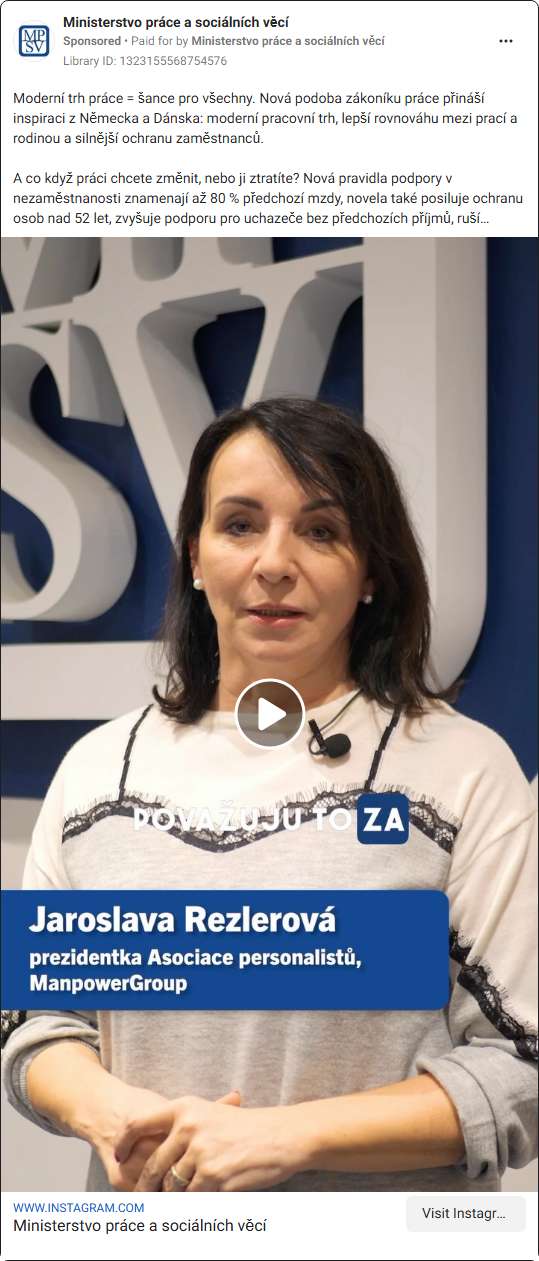 Ministerstvo práce a sociálních věcí
Sponsored • Paid for by Ministerstvo práce a sociálních věcí
Library ID: 1323155568754576
MP
SV
Moderní trh práce = šance pro všechny. Nová podoba zákoníku práce přináší
inspiraci z Německa a Dánska: moderní pracovní trh, lepší rovnováhu mezi prací a
rodinou a silnější ochranu zaměstnanců.
A co když práci chcete změnit, nebo ji ztratíte? Nová pravidla podpory v
nezaměstnanosti znamenají až 80 % předchozí mzdy, novela také posiluje ochranu
osob nad 52 let, zvyšuje podporu pro uchazeče bez předchozích příjmů, ruší…
SV
POVAŽUJU TO ZA
Jaroslava Rezlerová
prezidentka Asociace personalistů,
ManpowerGroup
WWW.INSTAGRAM.COM
Ministerstvo práce a sociálních věcí
Visit Instagr…